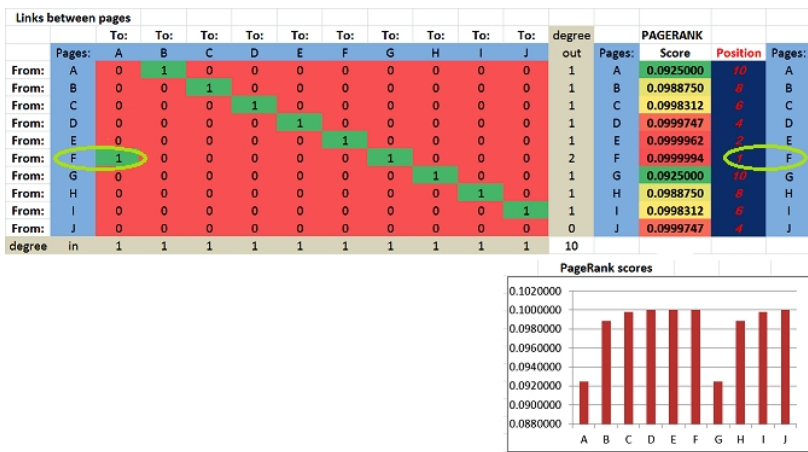 Links between pages
To: To: To: To: To: To: To: To: To: To: degree PAGERANK
Pages: A B C D E F G H I J out Pages: Score Position Pages:
From: A 0 1 0 0 0 0 0 0 0 0 1 A 0.0925000 10 A
From: B 0 0 1 0 0 0 0 0 0 0 1 B 0.0988750 8 B
From: C 0 0 0 1 0 0 0 0 0 0 1 C 0.0998312 6 C
From: D 0 0 0 0 1 0 0 0 0 0 1 D 0.0999747 4 D
From: E 0 0 0 0 0 1 0 0 0 0 1 E 0.0999962 2 E
From: F 1 0 0 0 0 0 1 0 0 0 2 F 0.0999994 1 F
From: G 0 0 0 0 0 0 0 1 0 0 1 G 0.0925000 10 G
From: H 0 0 0 0 0 0 0 0 1 0 1 H 0.0988750 8 H
From: I 0 0 0 0 0 0 0 0 0 1 1 I 0.0998312 6 I
From: J 0 0 0 0 0 0 0 0 0 0 0 J 0.0999747 4 J
degree in 1 1 1 1 1 1 1 1 1 1 10
PageRank scores
0.1020000
0.1000000
0.0980000
0.0960000
0.0940000
0.0920000
0.0900000
0.0880000
A B C D E F G H I J